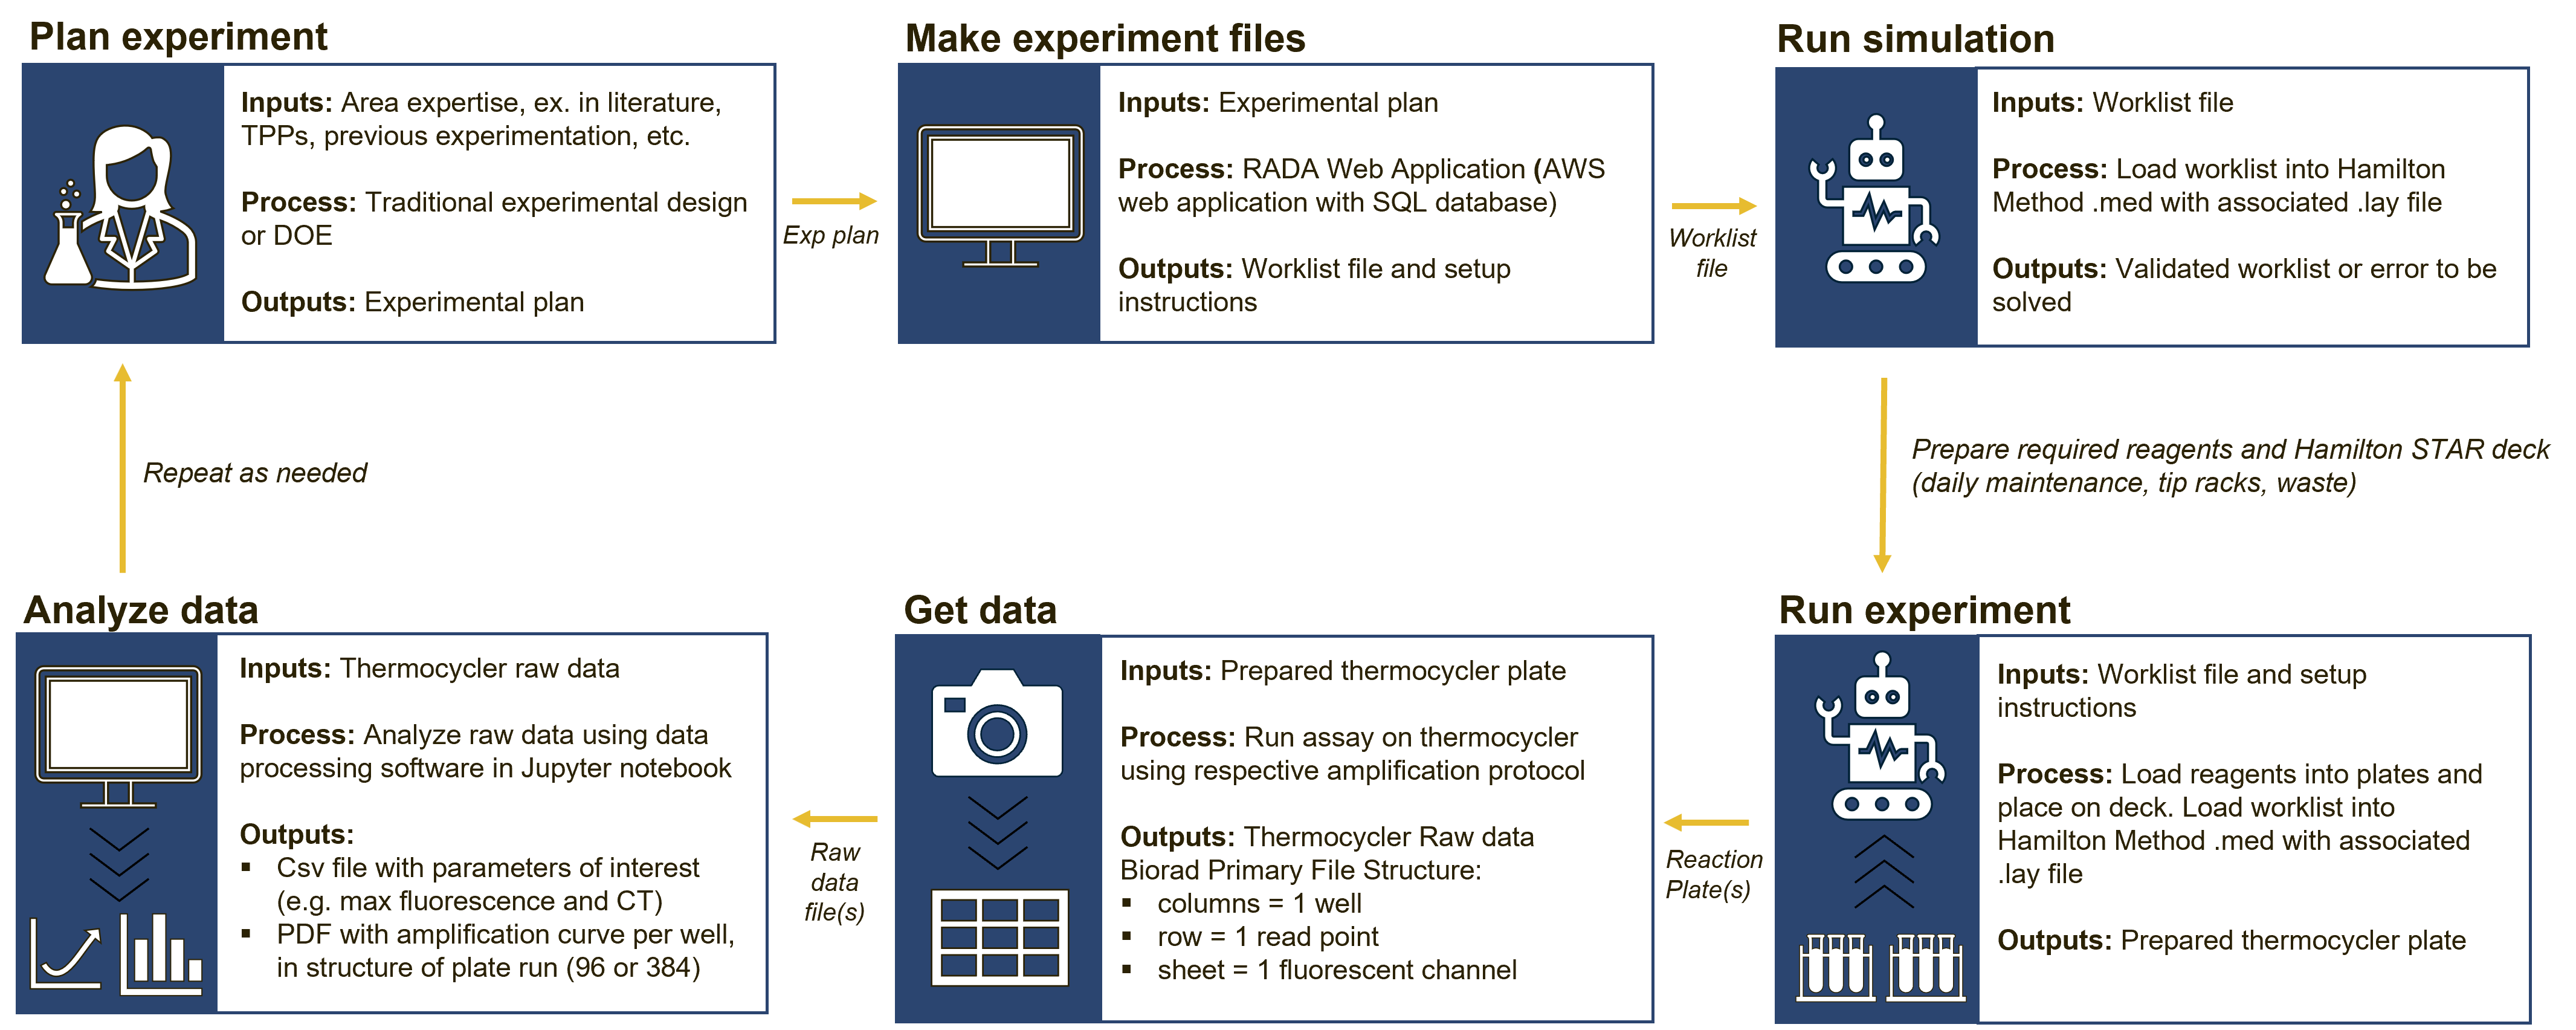 Plan experiment
Inputs: Area expertise, ex. in literature,
TPPs, previous experimentation, etc.
Process: Traditional experimental design
or DOE
Outputs: Experimental plan
Exp plan
Make experiment files
Inputs: Experimental plan
Process: RADA Web Application (AWS
web application with SQL database)
Outputs: Worklist file and setup
instructions
Worklist
file
Run simulation
Inputs: Worklist file
Process: Load worklist into Hamilton
Method .med with associated .lay file
Outputs: Validated worklist or error to be
solved
Prepare required reagents and Hamilton STAR deck
(daily maintenance, tip racks, waste)
Run experiment
Inputs: Worklist file and setup
instructions
Process: Load reagents into plates and
place on deck. Load worklist into
Hamilton Method .med with associated
.lay file
Outputs: Prepared thermocycler plate
Reaction
Plate(s)
Get data
Inputs: Prepared thermocycler plate
Process: Run assay on thermocycler
using respective amplification protocol
Outputs: Thermocycler Raw data
Biorad Primary File Structure:
▪ columns = 1 well
▪ row = 1 read point
▪ sheet = 1 fluorescent channel
Raw
data
file(s)
Analyze data
Inputs: Thermocycler raw data
Process: Analyze raw data using data
processing software in Jupyter notebook
Outputs:
▪ Csv file with parameters of interest
(e.g. max fluorescence and CT)
▪ PDF with amplification curve per well,
in structure of plate run (96 or 384)
Repeat as needed